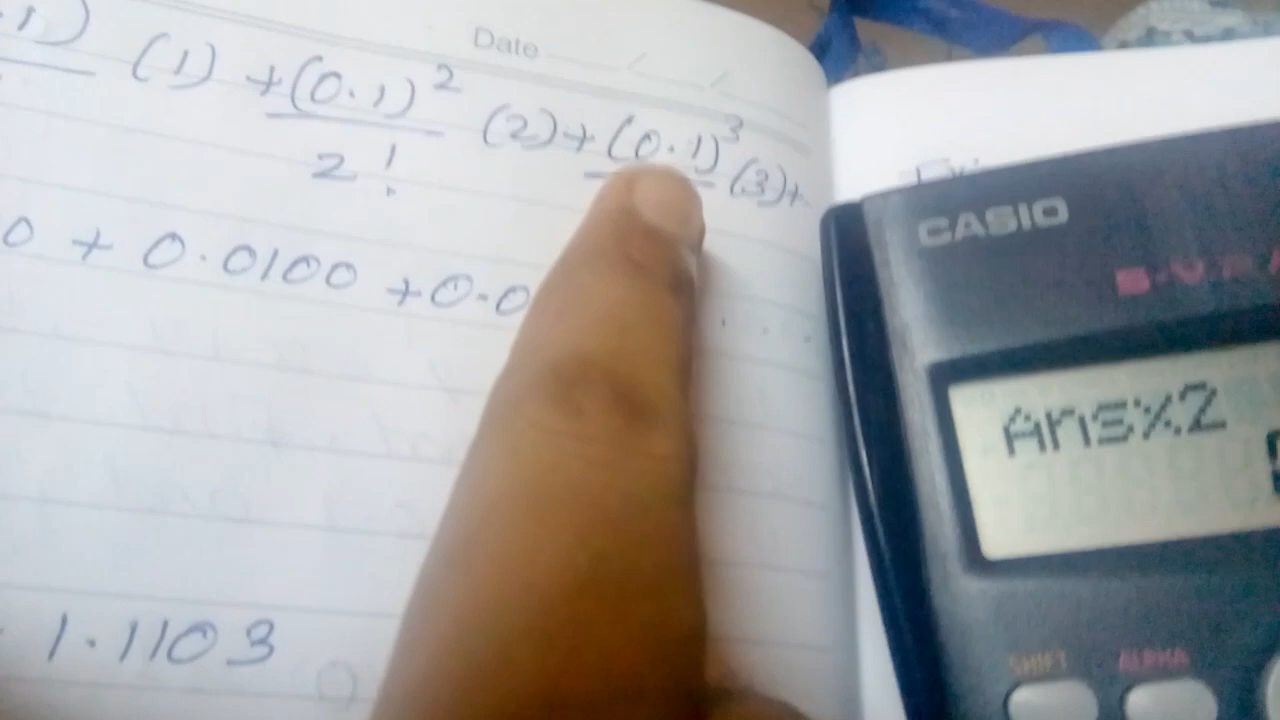 Date
.1) (1) + (0.1)² (2) + (0.1)³ (3) +
2!
0 + 0.0100 + 0.0
1.1103
CASIO
S-V.P.A
Ans×2
SHIFT ALPHA